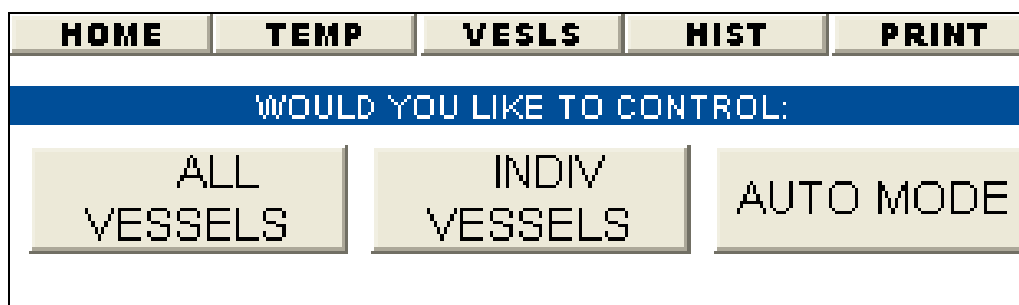 HOME TEMP VESLS HIST PRINT
WOULD YOU LIKE TO CONTROL:
ALL VESSELS
INDIV VESSELS
AUTO MODE